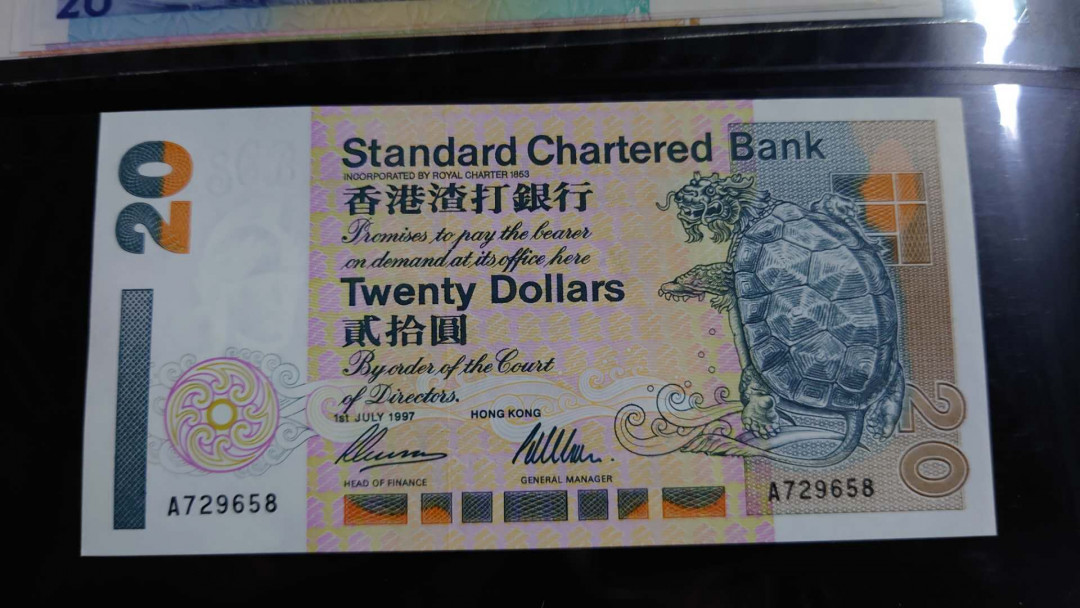 20
20
Standard Chartered Bank
INCORPORATED BY ROYAL CHARTER 1853
香港渣打銀行
Promises to pay the bearer
on demand at its office here
Twenty Dollars
貳拾圓
By order of the Court
of Directors.
1st JULY 1997 HONG KONG
HEAD OF FINANCE GENERAL MANAGER
A729658 A729658
20